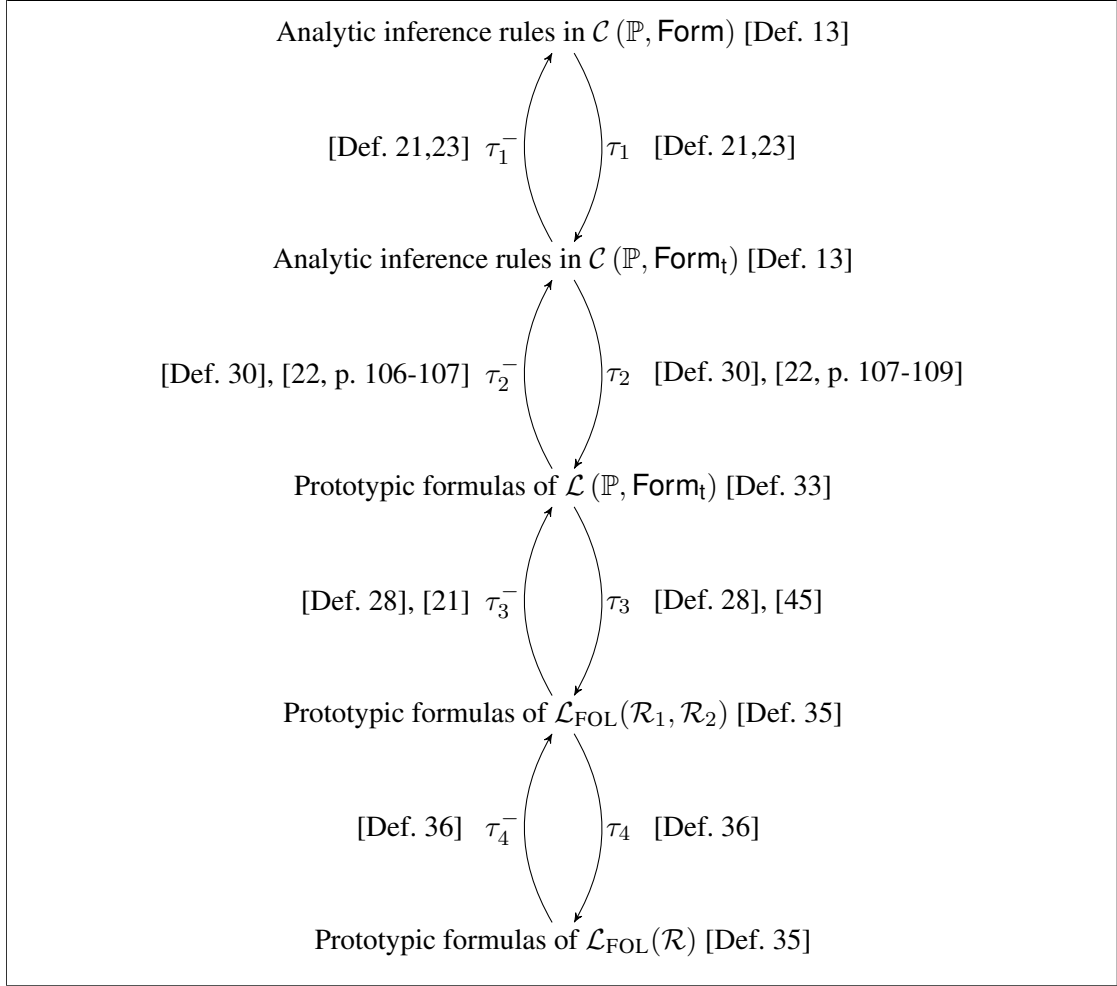 Analytic inference rules in 𝒞 (ℙ, Form) [Def. 13]
[Def. 21,23] τ₁⁻ τ₁ [Def. 21,23]
Analytic inference rules in 𝒞 (ℙ, Formₜ) [Def. 13]
[Def. 30], [22, p. 106-107] τ₂⁻ τ₂ [Def. 30], [22, p. 107-109]
Prototypic formulas of ℒ (ℙ, Formₜ) [Def. 33]
[Def. 28], [21] τ₃⁻ τ₃ [Def. 28], [45]
Prototypic formulas of ℒ_FOL(ℛ₁, ℛ₂) [Def. 35]
[Def. 36] τ₄⁻ τ₄ [Def. 36]
Prototypic formulas of ℒ_FOL(ℛ) [Def. 35]